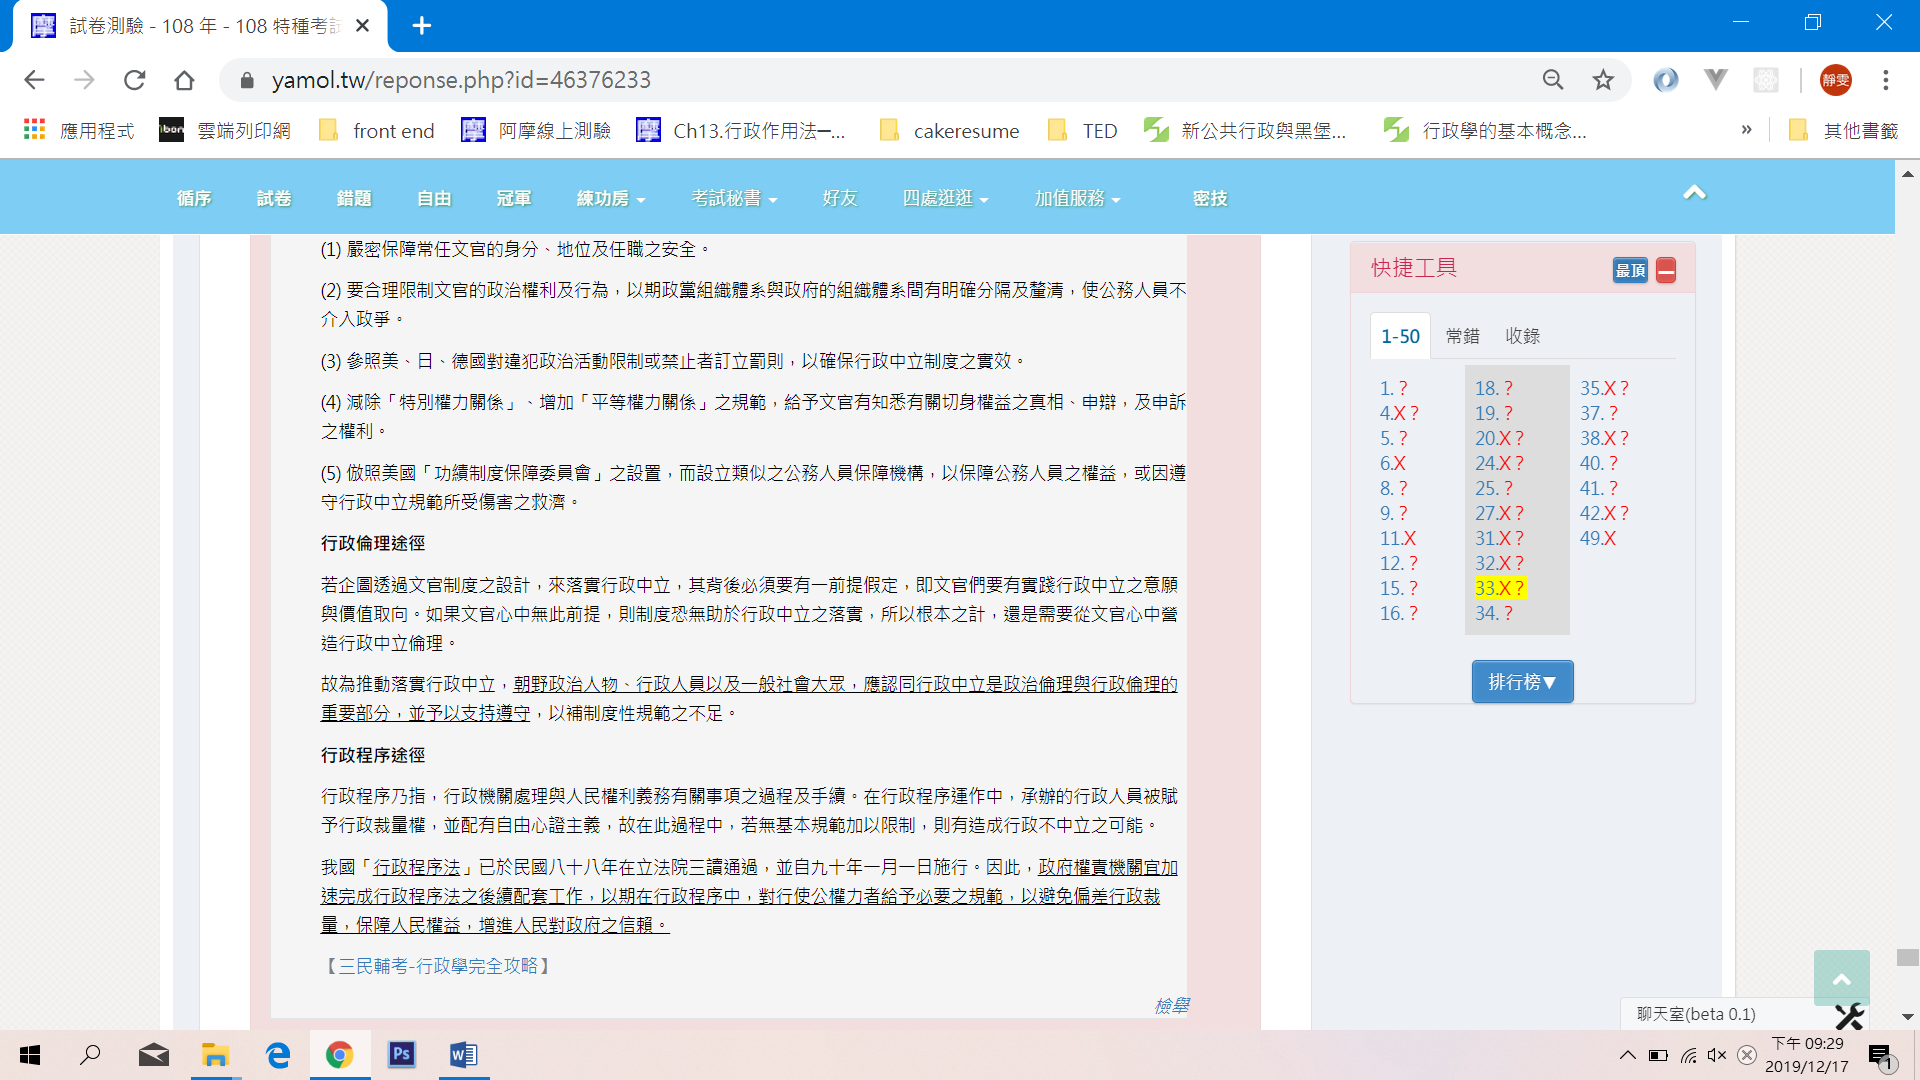 試卷測驗 - 108 年 - 108 特種考試
yamol.tw/reponse.php?id=46376233
靜雯
應用程式
ibon
雲端列印網
front end
阿摩線上測驗
Ch13.行政作用法─...
cakeresume
TED
新公共行政與黑堡...
行政學的基本概念...
»
其他書籤
循序
試卷
錯題
自由
冠軍
練功房
考試秘書
好友
四處逛逛
加值服務
密技
(1) 嚴密保障常任文官的身分、地位及任職之安全。
(2) 要合理限制文官的政治權利及行為，以期政黨組織體系與政府的組織體系間有明確分隔及釐清，使公務人員不
介入政爭。
(3) 參照美、日、德國對違犯政治活動限制或禁止者訂立罰則，以確保行政中立制度之實效。
(4) 減除「特別權力關係」、增加「平等權力關係」之規範，給予文官有知悉有關切身權益之真相、申辯，及申訴
之權利。
(5) 倣照美國「功績制度保障委員會」之設置，而設立類似之公務人員保障機構，以保障公務人員之權益，或因遵
守行政中立規範所受傷害之救濟。
行政倫理途徑
若企圖透過文官制度之設計，來落實行政中立，其背後必須要有一前提假定，即文官們要有實踐行政中立之意願
與價值取向。如果文官心中無此前提，則制度恐無助於行政中立之落實，所以根本之計，還是需要從文官心中營
造行政中立倫理。
故為推動落實行政中立，朝野政治人物、行政人員以及一般社會大眾，應認同行政中立是政治倫理與行政倫理的
重要部分，並予以支持遵守，以補制度性規範之不足。
行政程序途徑
行政程序乃指，行政機關處理與人民權利義務有關事項之過程及手續。在行政程序運作中，承辦的行政人員被賦
予行政裁量權，並配有自由心證主義，故在此過程中，若無基本規範加以限制，則有造成行政不中立之可能。
我國「行政程序法」已於民國八十八年在立法院三讀通過，並自九十年一月一日施行。因此，政府權責機關宜加
速完成行政程序法之後續配套工作，以期在行政程序中，對行使公權力者給予必要之規範，以避免偏差行政裁
量，保障人民權益，增進人民對政府之信賴。
【三民輔考-行政學完全攻略】
檢舉
快捷工具
最頂
1-50
常錯
收錄
1. ?
4.X ?
5. ?
6.X
8. ?
9. ?
11.X
12. ?
15. ?
16. ?
18. ?
19. ?
20.X ?
24.X ?
25. ?
27.X ?
31.X ?
32.X ?
33.X ?
34. ?
35.X ?
37. ?
38.X ?
40. ?
41. ?
42.X ?
49.X
排行榜▼
聊天室(beta 0.1)
Ps
下午 09:29
2019/12/17
1